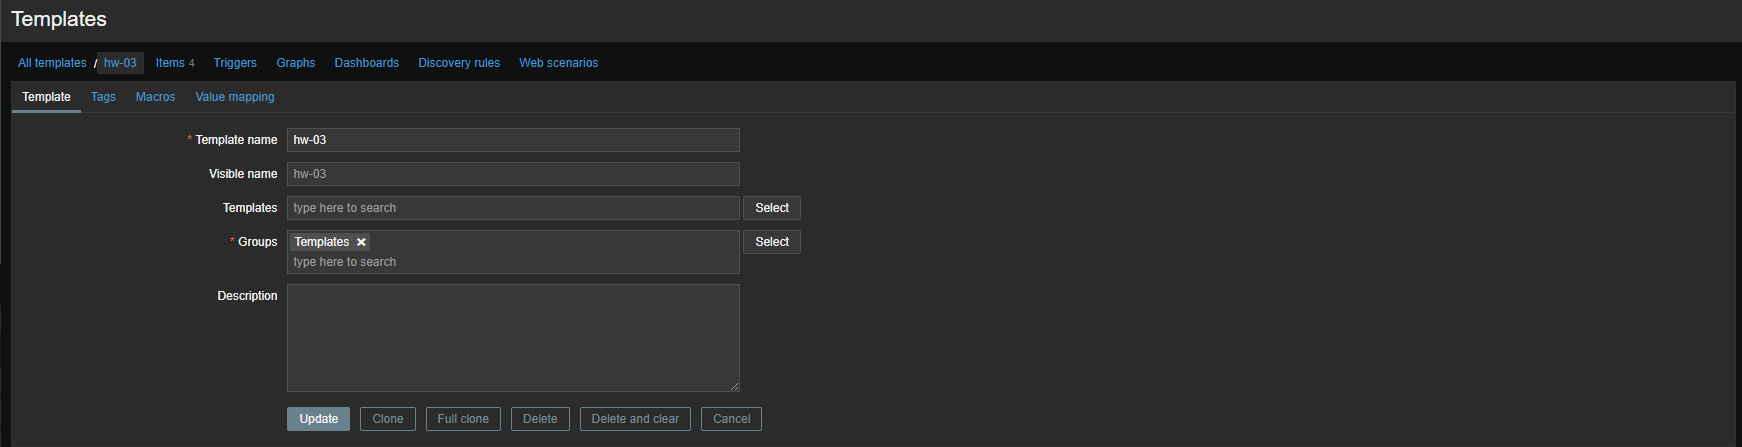 Templates
All templates / hw-03 Items 4 Triggers Graphs Dashboards Discovery rules Web scenarios
Template Tags Macros Value mapping
* Template name hw-03
Visible name hw-03
Templates type here to search Select
* Groups Templates ✖ Select
type here to search
Description
Update Clone Full clone Delete Delete and clear Cancel